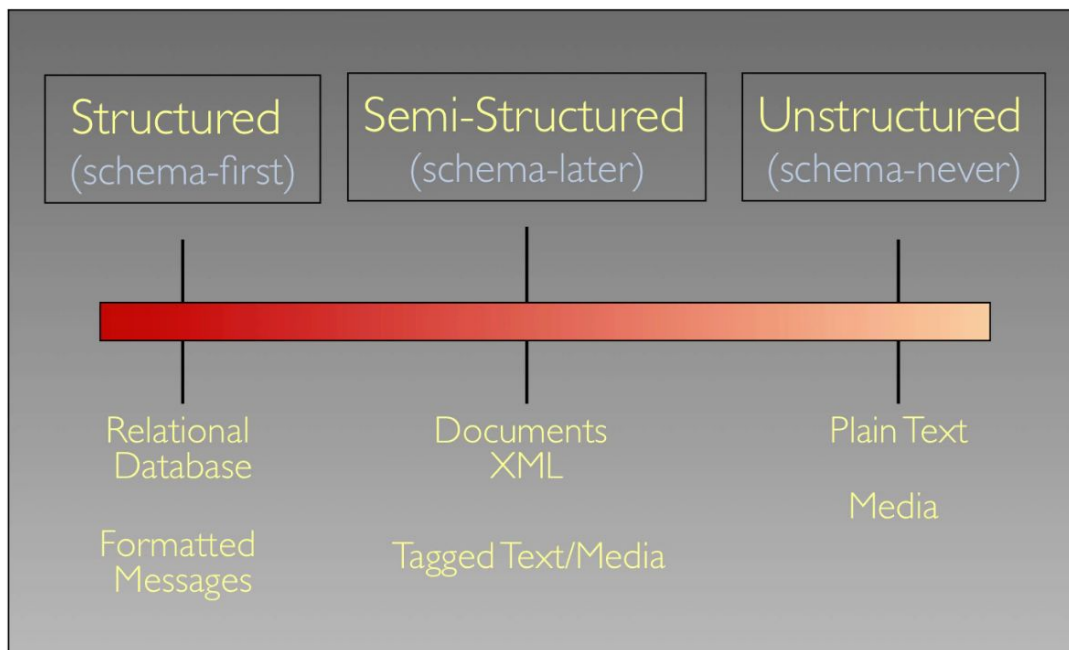 Structured
(schema-first)
Semi-Structured
(schema-later)
Unstructured
(schema-never)
Relational
Database
Formatted
Messages
Documents
XML
Tagged Text/Media
Plain Text
Media